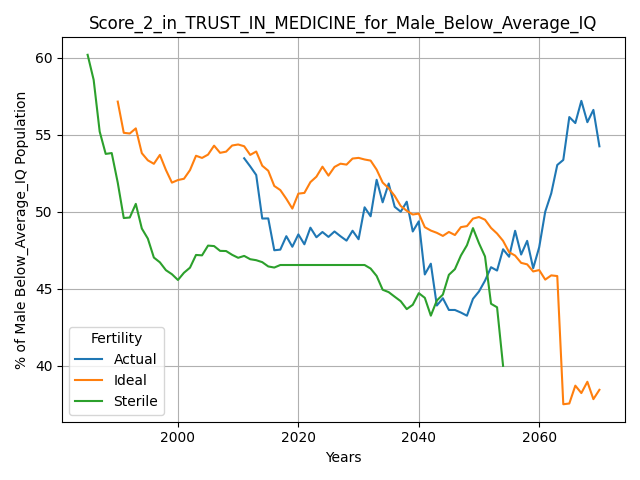 Score_2_in_TRUST_IN_MEDICINE_for_Male_Below_Average_IQ
% of Male Below_Average_IQ Population
60
55
50
45
40
Fertility
Actual
Ideal
Sterile
2000
2020
2040
2060
Years